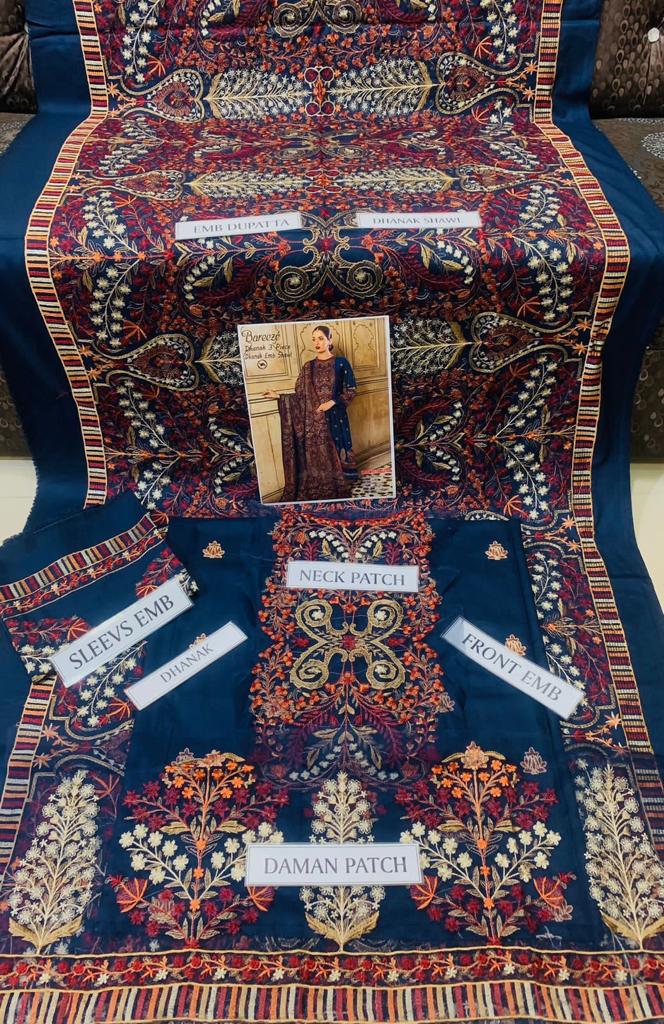 EMB DUPATTA
DHANAK SHAWL
Bareeze
Dhanak 3 Piece
Dhanak Emb Shawl
NECK PATCH
SLEEVS EMB
DHANAK
FRONT EMB
DAMAN PATCH